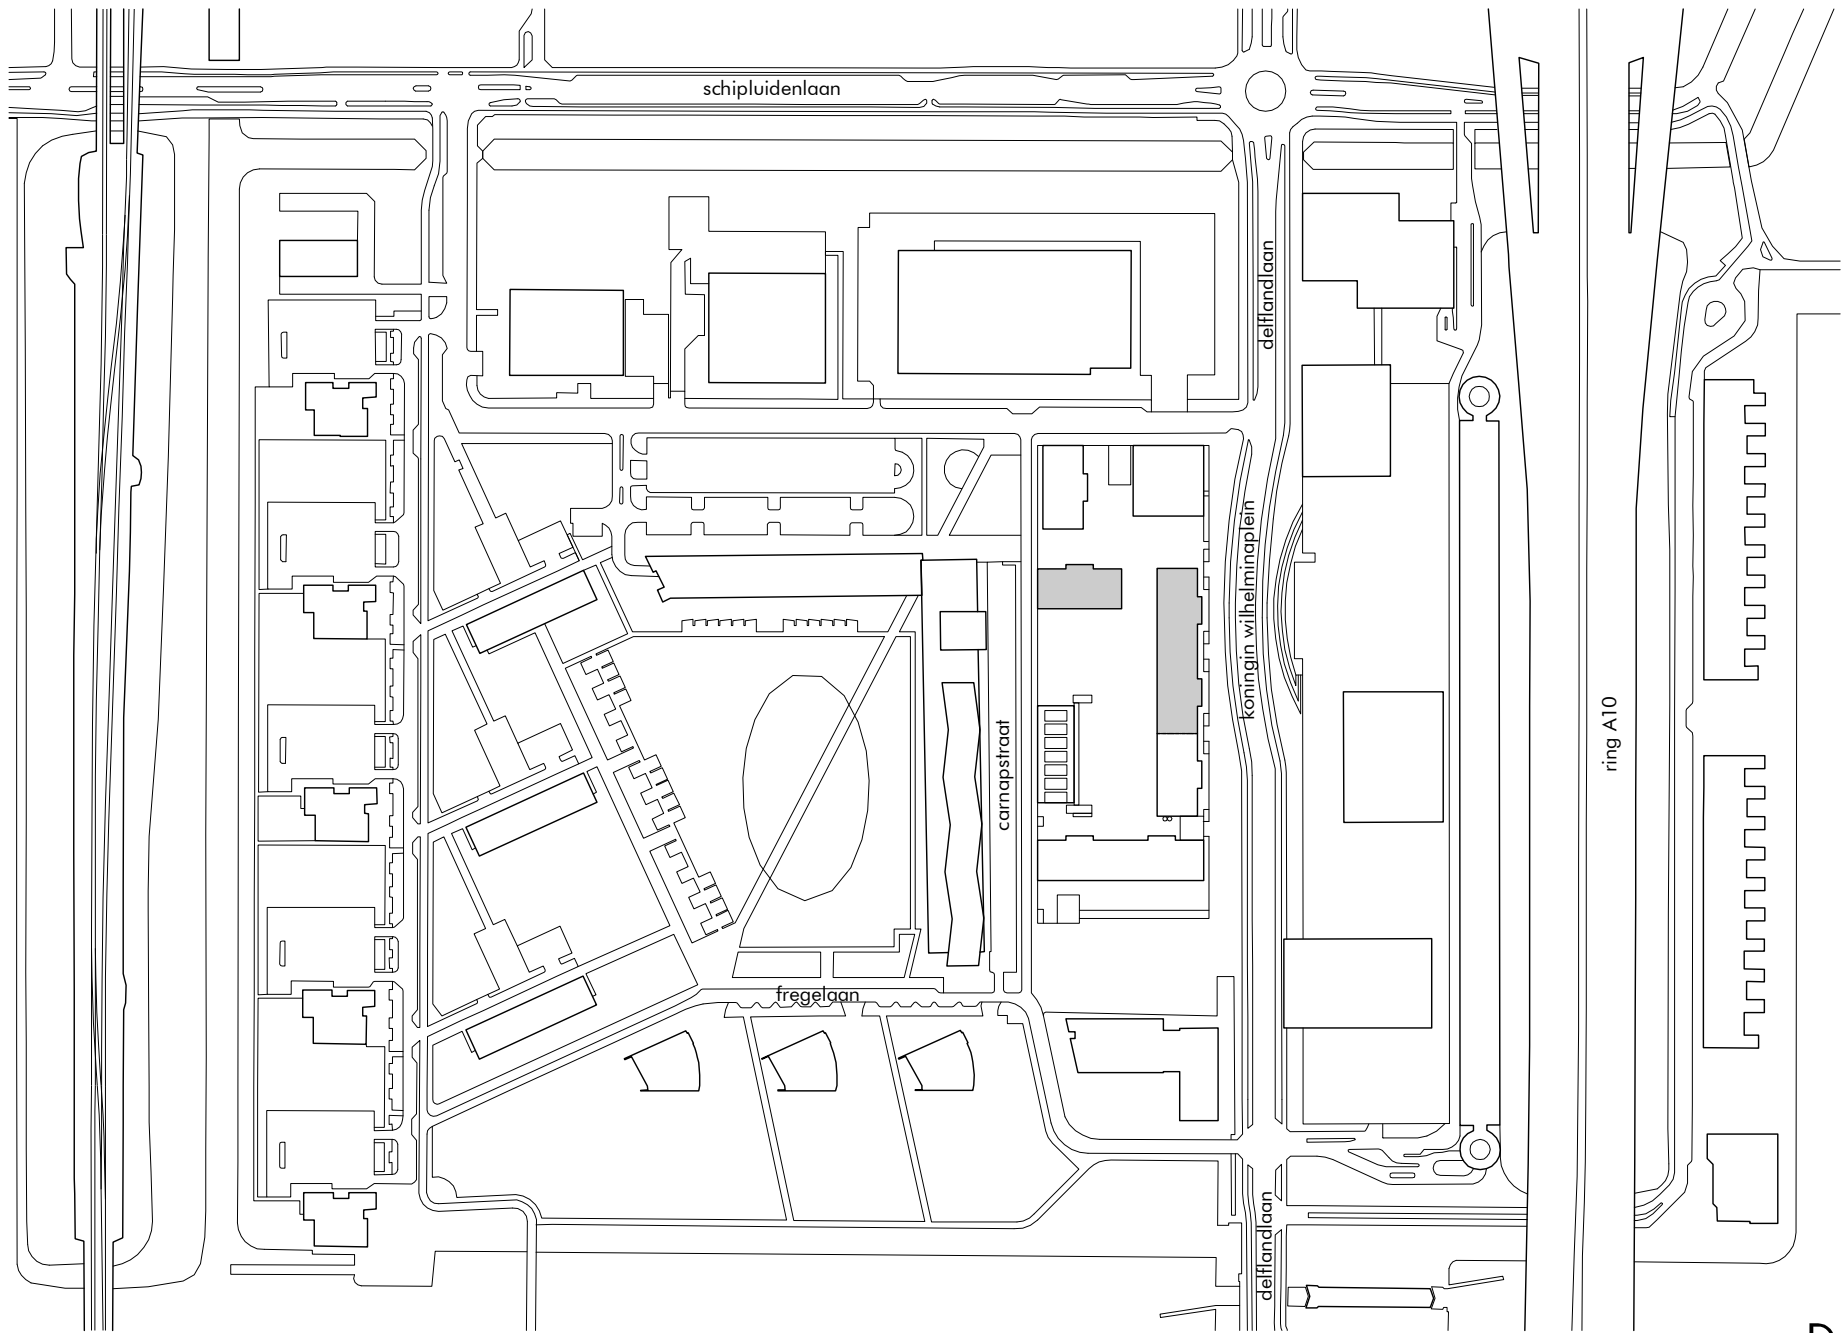 schipluidenlaan
delflandlaan
koningin wilhelminaplein
ring A10
carnapstraat
fregelaan
delflandlaan